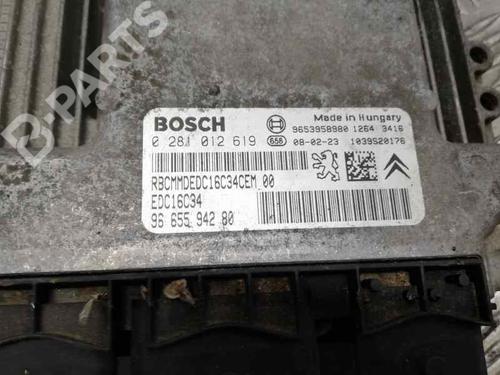 B-PARTS
BOSCH
Made in Hungary
9653958980 1264 3416
0 281 012 619 658 08-02-23 1039S20176
RBCMMDEDC16C34CEM 00
EDC16C34
96 655 942 80